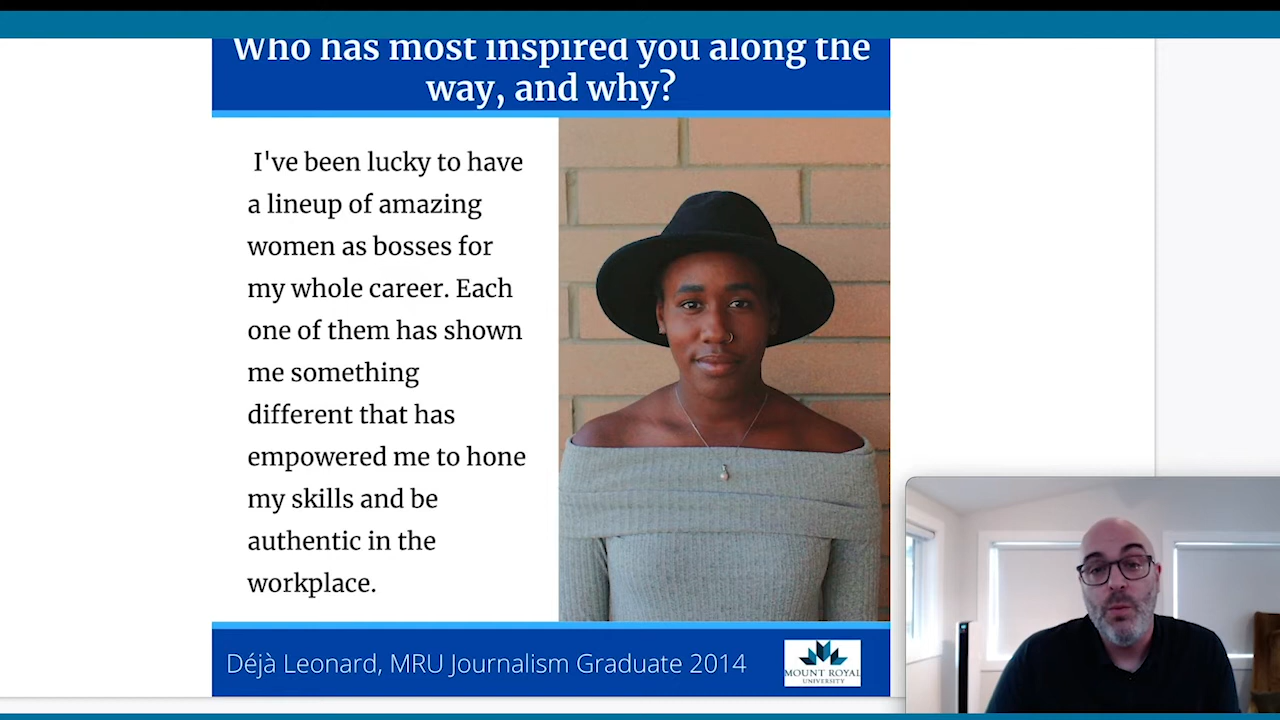 Who has most inspired you along the
way, and why?
I've been lucky to have
a lineup of amazing
women as bosses for
my whole career. Each
one of them has shown
me something
different that has
empowered me to hone
my skills and be
authentic in the
workplace.
Déjà Leonard, MRU Journalism Graduate 2014
MOUNT ROYAL
UNIVERSITY